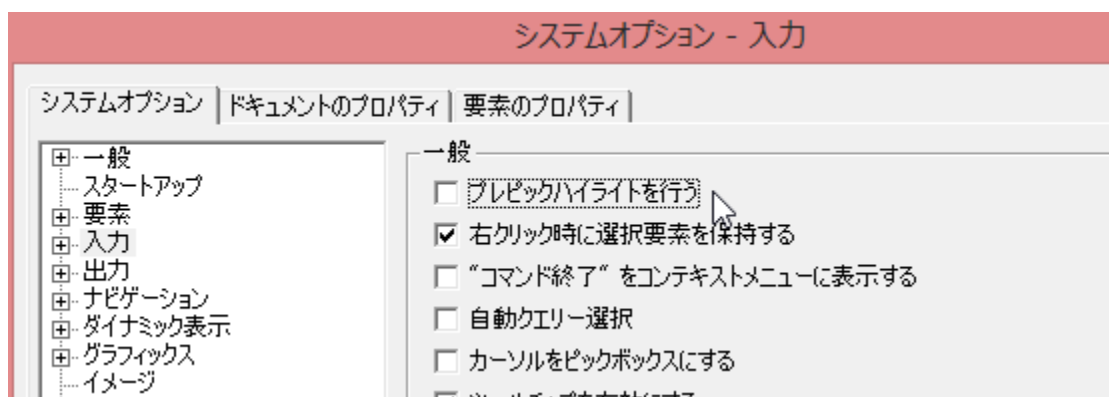 システムオプション - 入力
システムオプション ドキュメントのプロパティ 要素のプロパティ
一般
スタートアップ
要素
入力
出力
ナビゲーション
ダイナミック表示
グラフィックス
イメージ
一般
プレピックハイライトを行う
右クリック時に選択要素を保持する
“コマンド終了“ をコンテキストメニューに表示する
自動クエリー選択
カーソルをピックボックスにする